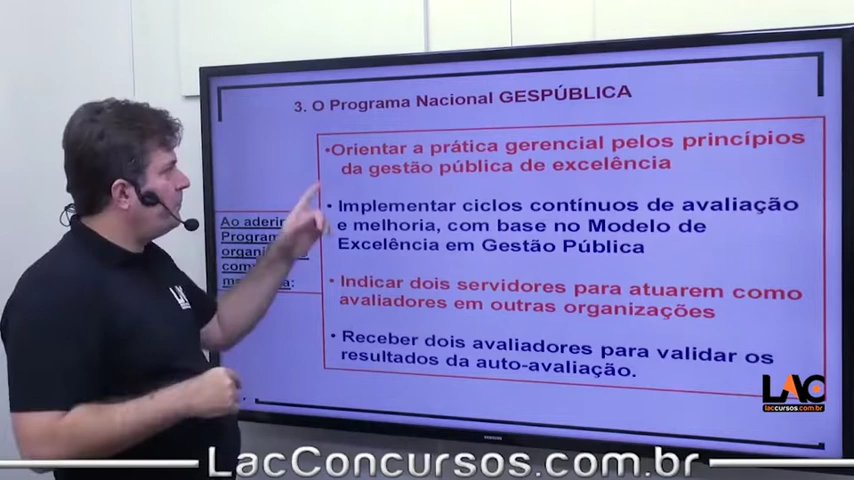 3. O Programa Nacional GESPÚBLICA
•Orientar a prática gerencial pelos princípios
da gestão pública de excelência
• Implementar ciclos contínuos de avaliação
e melhoria, com base no Modelo de
Excelência em Gestão Pública
• Indicar dois servidores para atuarem como
avaliadores em outras organizações.
• Receber dois avaliadores para validar os
resultados da auto-avaliação.
Ao
Programa
LAC
laccursos.com.br
LacConcursos.com.br